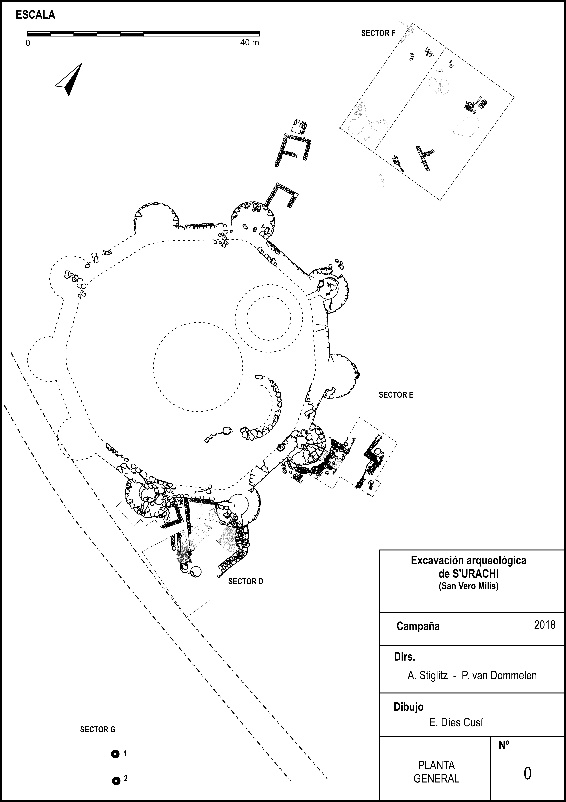 ESCALA
0 40 m
SECTOR F
SECTOR E
SECTOR D
SECTOR G
1
2
Excavación arqueológica
de S'URACHI
(San Vero Milis)
Campaña 2018
Dirs.
A. Stiglitz - P. van Dommelen
Dibujo
E. Dies Cusí
PLANTA
GENERAL
Nº
0